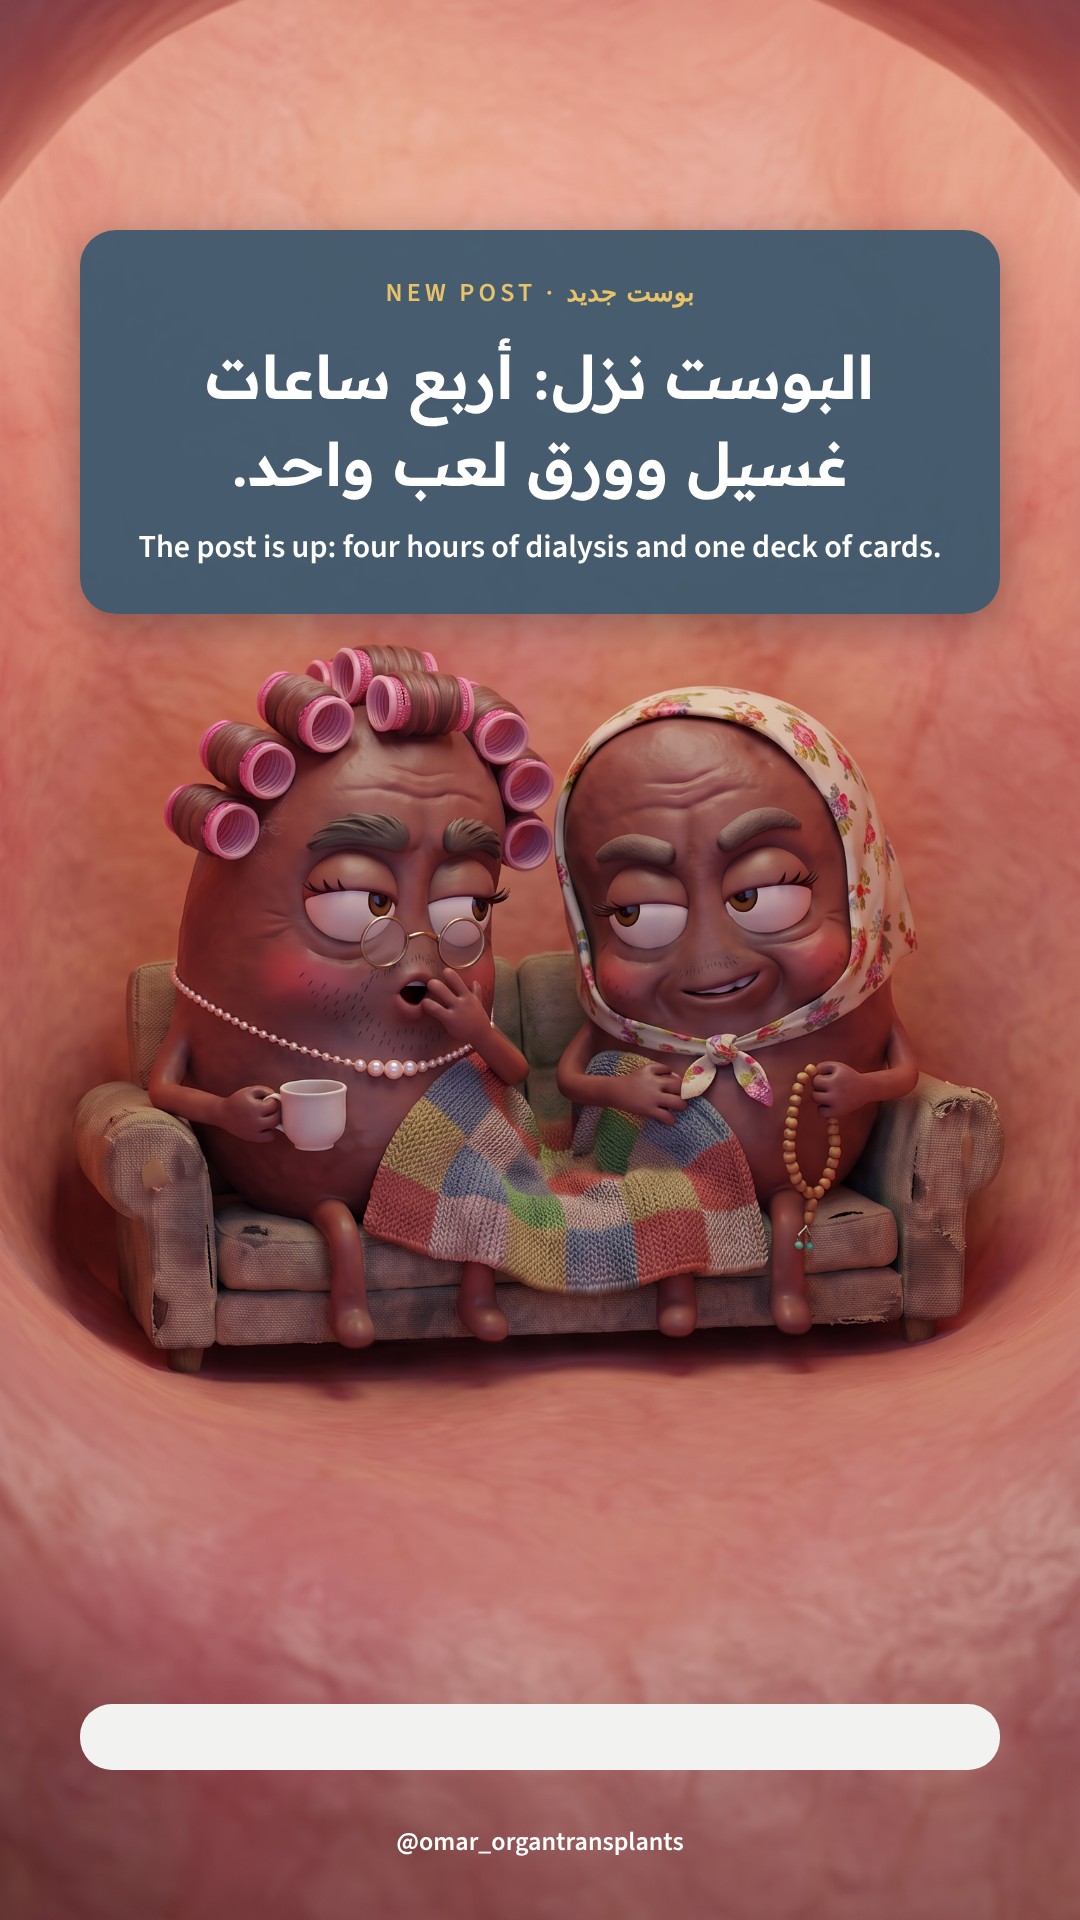 NEW POST · بوست جديد
البوست نزل: أربع ساعات
غسيل وورق لعب واحد.
The post is up: four hours of dialysis and one deck of cards.
@omar_organtransplants